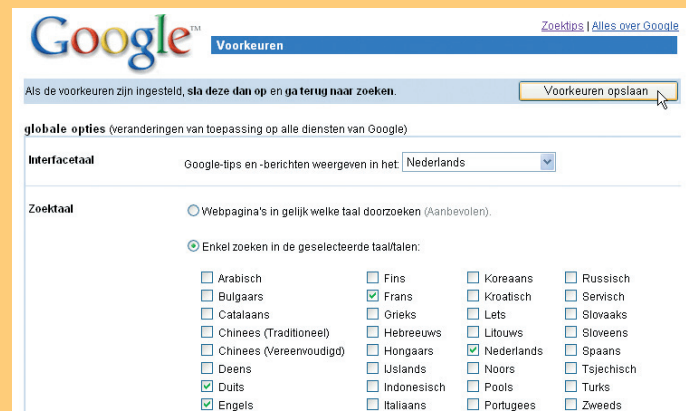 Google™
Zoektips | Alles over Google
Voorkeuren
Als de voorkeuren zijn ingesteld, sla deze dan op en ga terug naar zoeken.
Voorkeuren opslaan
globale opties (veranderingen van toepassing op alle diensten van Google)
Interfacetaal
Google-tips en -berichten weergeven in het: Nederlands
Zoektaal
Webpagina's in gelijk welke taal doorzoeken (Aanbevolen).
Enkel zoeken in de geselecteerde taal/talen:
Arabisch Fins Koreaans Russisch
Bulgaars Frans Kroatisch Servisch
Catalaans Grieks Lets Slovaaks
Chinees (Traditioneel) Hebreeuws Litouws Sloveens
Chinees (Vereenvoudigd) Hongaars Nederlands Spaans
Deens IJslands Noors Tsjechisch
Duits Indonesisch Pools Turks
Engels Italiaans Portugees Zweeds